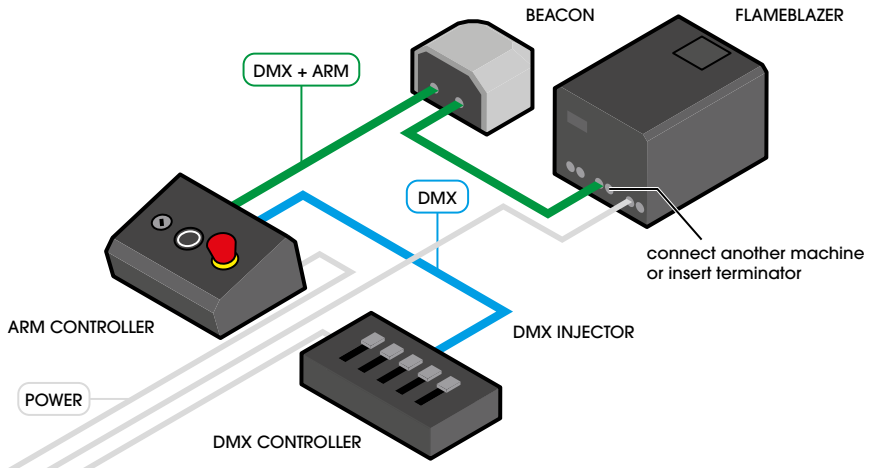 BEACON
FLAMEBLAZER
DMX + ARM
DMX
connect another machine
or insert terminator
ARM CONTROLLER
DMX INJECTOR
POWER
DMX CONTROLLER